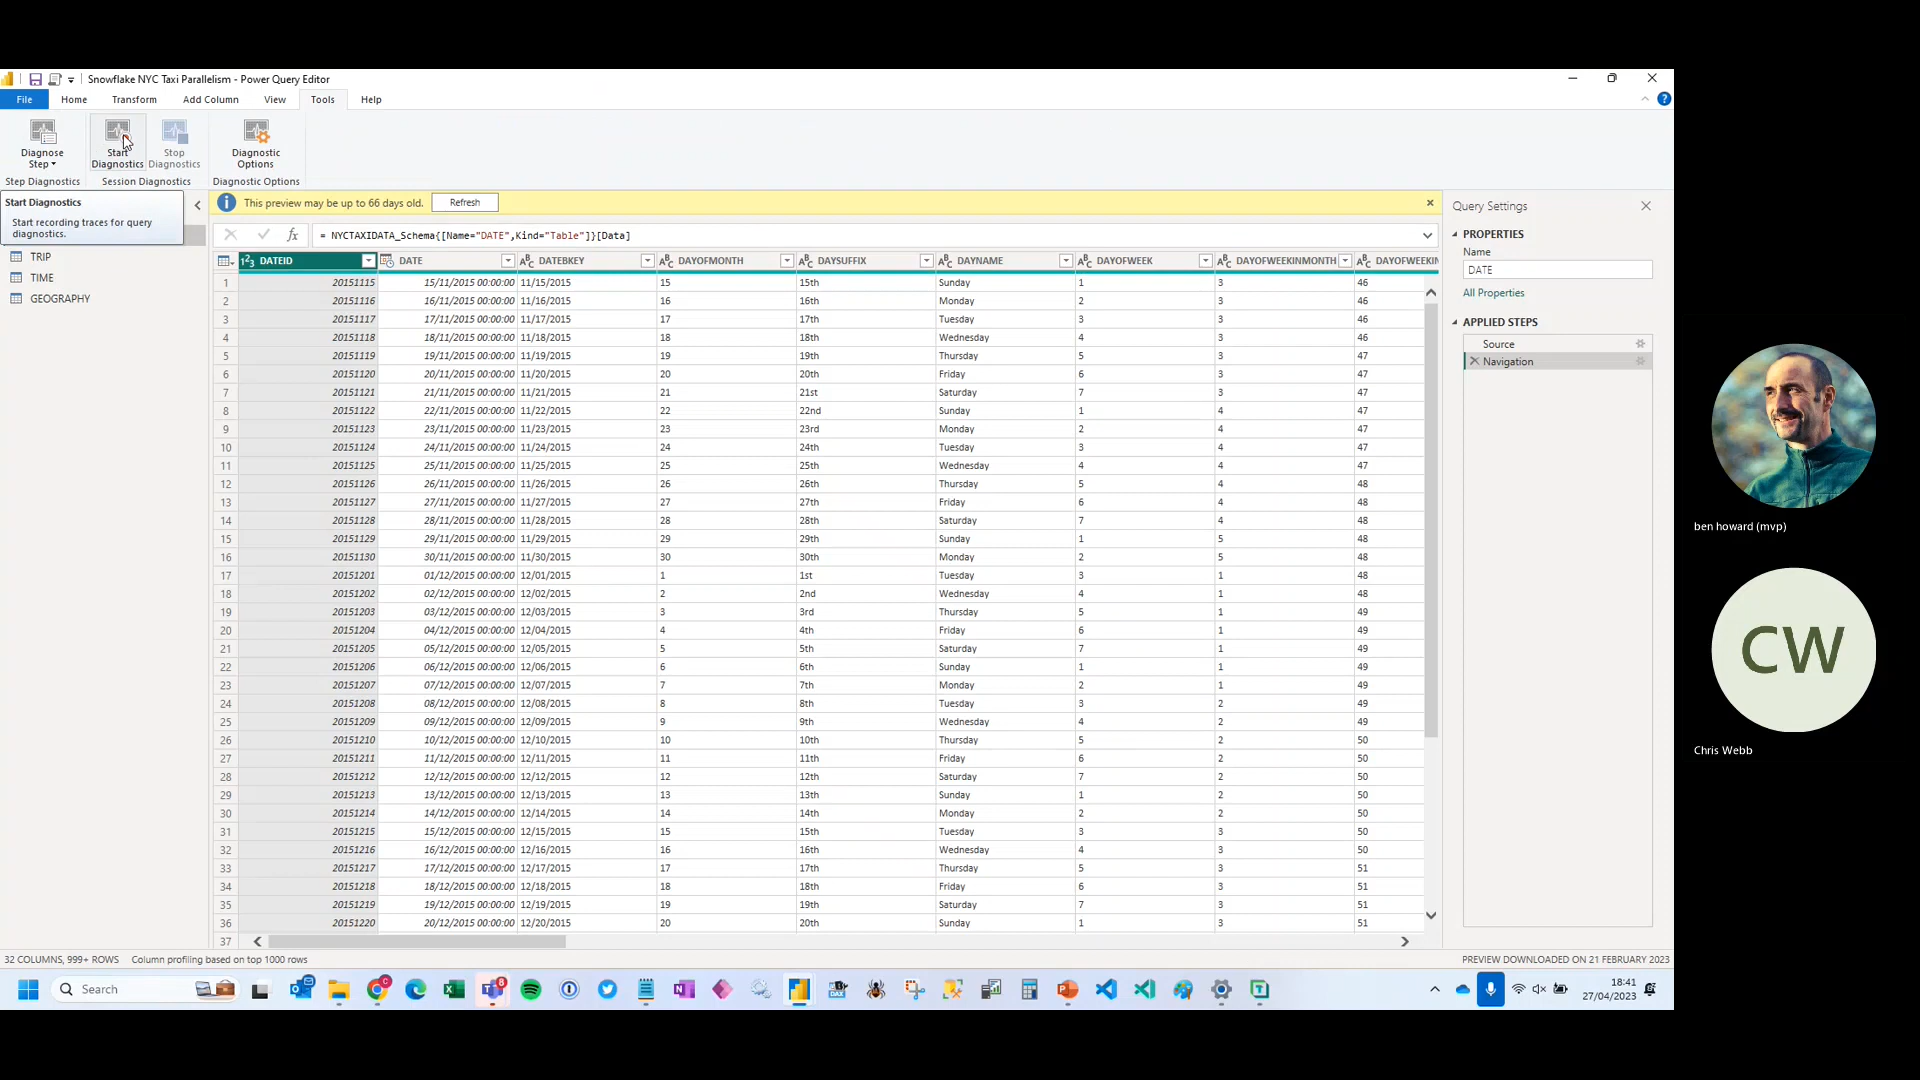 Snowflake NYC Taxi Parallelism - Power Query Editor
File Home Transform Add Column View Tools Help
Diagnose Step
Start Diagnostics
Stop Diagnostics
Diagnostic Options
Step Diagnostics Session Diagnostics Diagnostic Options
Start Diagnostics
Start recording traces for query
diagnostics.
This preview may be up to 66 days old. Refresh
fx = NYCTAXIDATA_Schema{[Name="DATE",Kind="Table"]}[Data]
TRIP
TIME
GEOGRAPHY
DATEID DATE DATEBKEY DAYOFMONTH DAYSUFFIX DAYNAME DAYOFWEEK DAYOFWEEKINMONTH DAYOFWEEKIN
1 20151115 15/11/2015 00:00:00 11/15/2015 15 15th Sunday 1 3 46
2 20151116 16/11/2015 00:00:00 11/16/2015 16 16th Monday 2 3 46
3 20151117 17/11/2015 00:00:00 11/17/2015 17 17th Tuesday 3 3 46
4 20151118 18/11/2015 00:00:00 11/18/2015 18 18th Wednesday 4 3 46
5 20151119 19/11/2015 00:00:00 11/19/2015 19 19th Thursday 5 3 47
6 20151120 20/11/2015 00:00:00 11/20/2015 20 20th Friday 6 3 47
7 20151121 21/11/2015 00:00:00 11/21/2015 21 21st Saturday 7 3 47
8 20151122 22/11/2015 00:00:00 11/22/2015 22 22nd Sunday 1 4 47
9 20151123 23/11/2015 00:00:00 11/23/2015 23 23rd Monday 2 4 47
10 20151124 24/11/2015 00:00:00 11/24/2015 24 24th Tuesday 3 4 47
11 20151125 25/11/2015 00:00:00 11/25/2015 25 25th Wednesday 4 4 47
12 20151126 26/11/2015 00:00:00 11/26/2015 26 26th Thursday 5 4 48
13 20151127 27/11/2015 00:00:00 11/27/2015 27 27th Friday 6 4 48
14 20151128 28/11/2015 00:00:00 11/28/2015 28 28th Saturday 7 4 48
15 20151129 29/11/2015 00:00:00 11/29/2015 29 29th Sunday 1 5 48
16 20151130 30/11/2015 00:00:00 11/30/2015 30 30th Monday 2 5 48
17 20151201 01/12/2015 00:00:00 12/01/2015 1 1st Tuesday 3 1 48
18 20151202 02/12/2015 00:00:00 12/02/2015 2 2nd Wednesday 4 1 48
19 20151203 03/12/2015 00:00:00 12/03/2015 3 3rd Thursday 5 1 49
20 20151204 04/12/2015 00:00:00 12/04/2015 4 4th Friday 6 1 49
21 20151205 05/12/2015 00:00:00 12/05/2015 5 5th Saturday 7 1 49
22 20151206 06/12/2015 00:00:00 12/06/2015 6 6th Sunday 1 1 49
23 20151207 07/12/2015 00:00:00 12/07/2015 7 7th Monday 2 1 49
24 20151208 08/12/2015 00:00:00 12/08/2015 8 8th Tuesday 3 2 49
25 20151209 09/12/2015 00:00:00 12/09/2015 9 9th Wednesday 4 2 49
26 20151210 10/12/2015 00:00:00 12/10/2015 10 10th Thursday 5 2 50
27 20151211 11/12/2015 00:00:00 12/11/2015 11 11th Friday 6 2 50
28 20151212 12/12/2015 00:00:00 12/12/2015 12 12th Saturday 7 2 50
29 20151213 13/12/2015 00:00:00 12/13/2015 13 13th Sunday 1 2 50
30 20151214 14/12/2015 00:00:00 12/14/2015 14 14th Monday 2 2 50
31 20151215 15/12/2015 00:00:00 12/15/2015 15 15th Tuesday 3 3 50
32 20151216 16/12/2015 00:00:00 12/16/2015 16 16th Wednesday 4 3 50
33 20151217 17/12/2015 00:00:00 12/17/2015 17 17th Thursday 5 3 51
34 20151218 18/12/2015 00:00:00 12/18/2015 18 18th Friday 6 3 51
35 20151219 19/12/2015 00:00:00 12/19/2015 19 19th Saturday 7 3 51
36 20151220 20/12/2015 00:00:00 12/20/2015 20 20th Sunday 1 3 51
37
Query Settings
PROPERTIES
Name
DATE
All Properties
APPLIED STEPS
Source
Navigation
32 COLUMNS, 999+ ROWS Column profiling based on top 1000 rows PREVIEW DOWNLOADED ON 21 FEBRUARY 2023
Search
18:41
27/04/2023
ben howard (mvp)
CW
Chris Webb